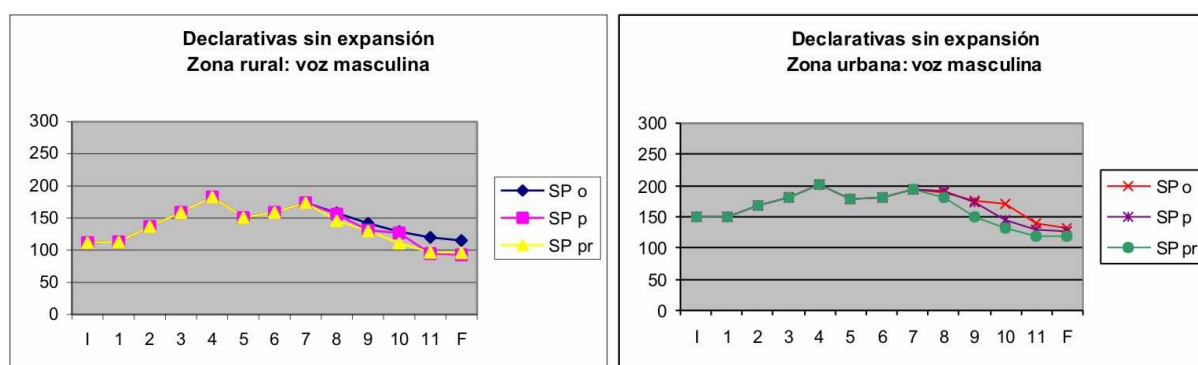 Declarativas sin expansión
Zona rural: voz masculina
300
250
200
150
100
50
0
I 1 2 3 4 5 6 7 8 9 10 11 F
SP o
SP p
SP pr
Declarativas sin expansión
Zona urbana: voz masculina
300
250
200
150
100
50
0
I 1 2 3 4 5 6 7 8 9 10 11 F
SP o
SP p
SP pr